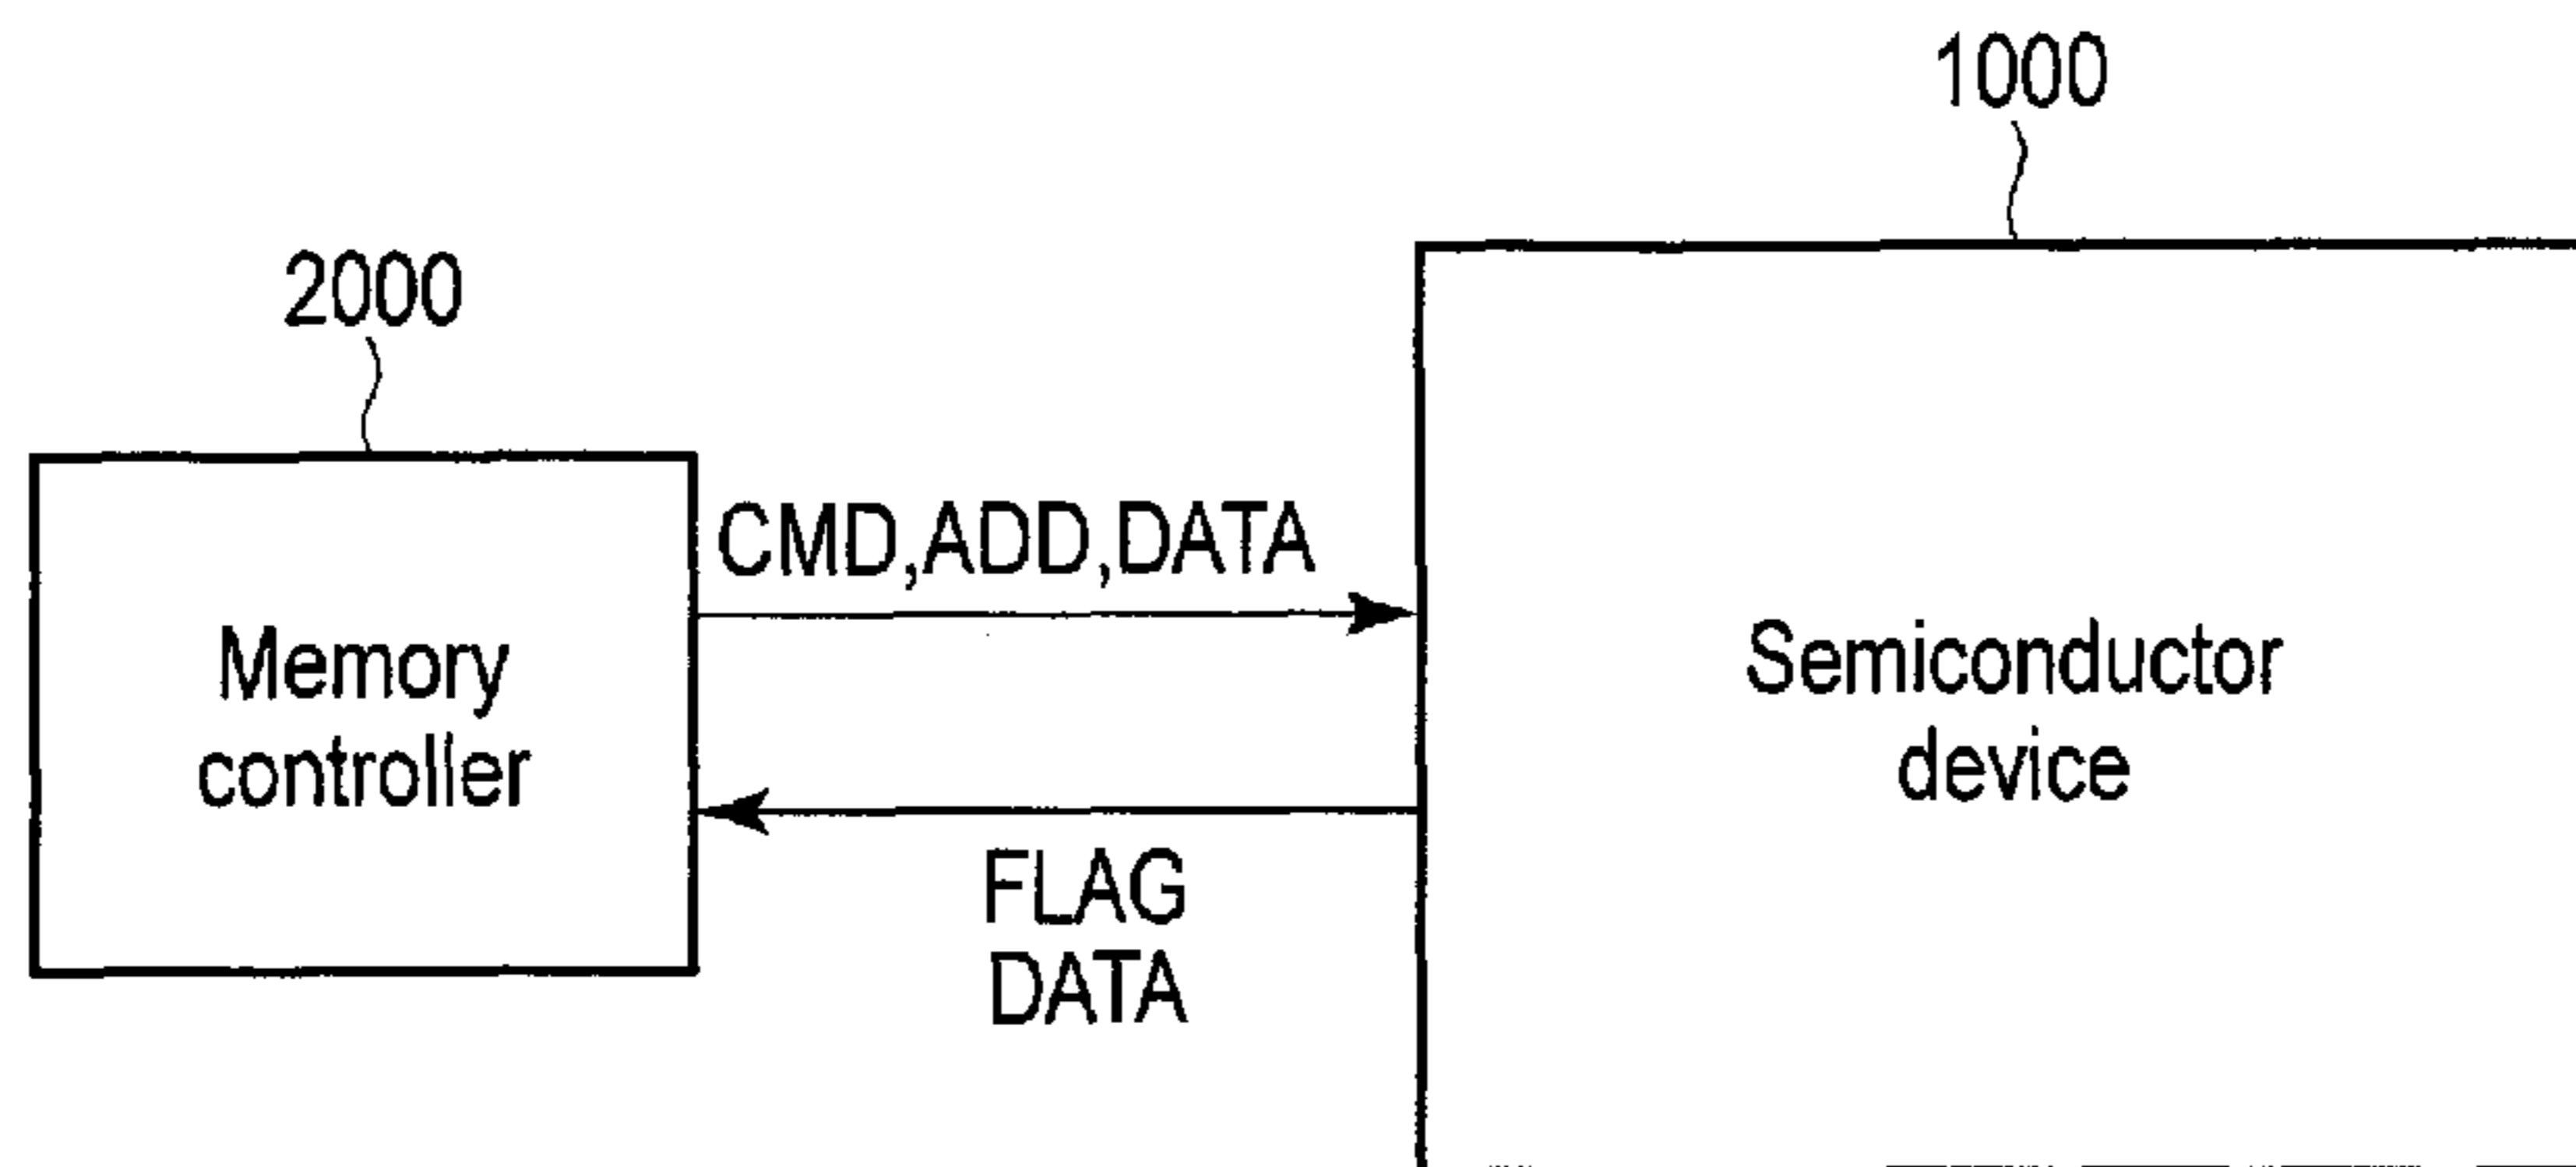 1000
2000
CMD,ADD,DATA
Memory
controller
Semiconductor
device
FLAG
DATA